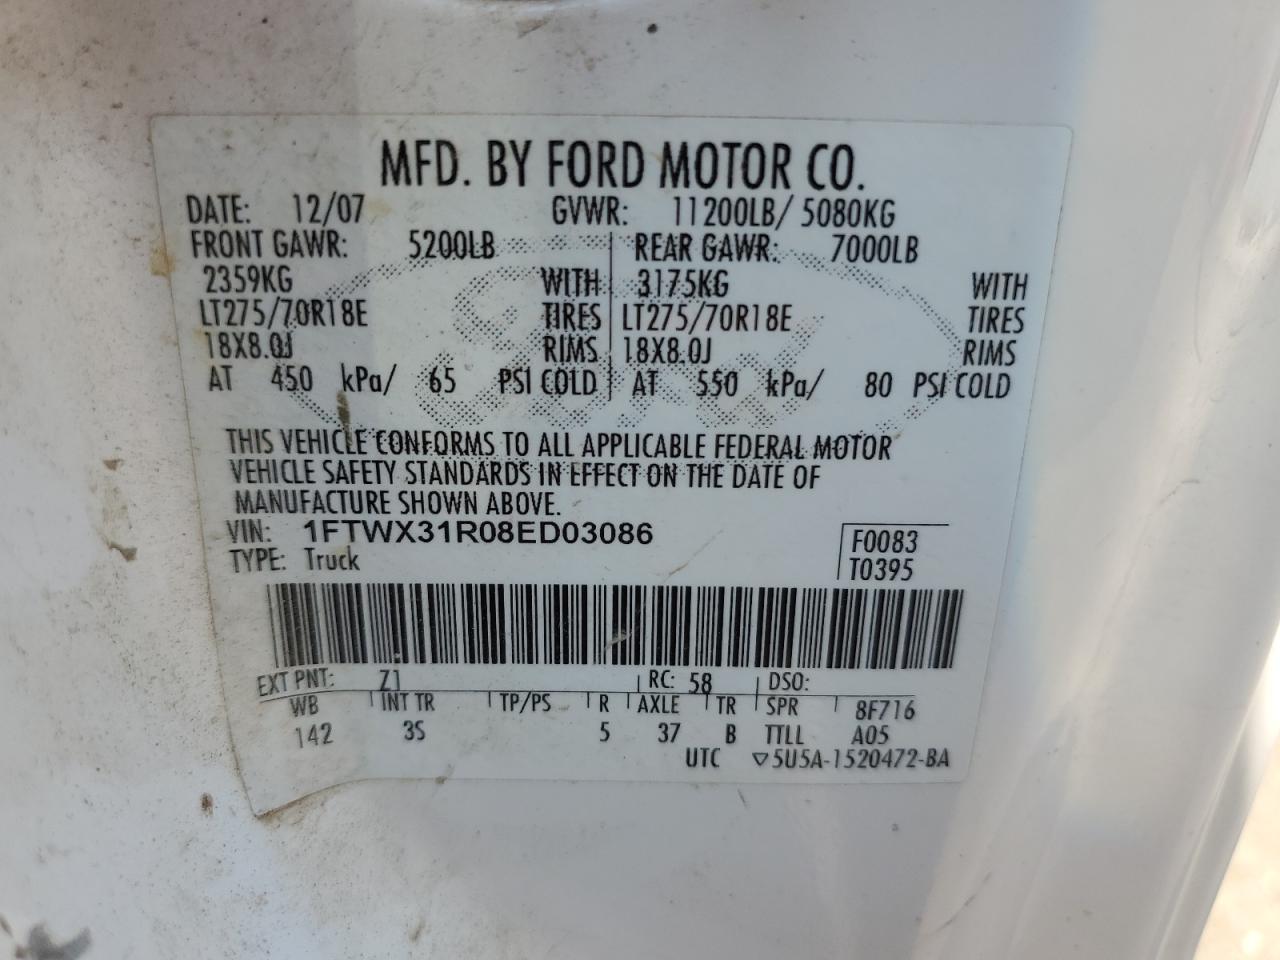 MFD. BY FORD MOTOR CO.
DATE: 12/07 GVWR: 11200LB/ 5080KG
FRONT GAWR: 5200LB REAR GAWR: 7000LB
2359KG WITH 3175KG WITH
LT275/70R18E TIRES LT275/70R18E TIRES
18X8.0J RIMS 18X8.0J RIMS
AT 450 kPa/ 65 PSI COLD AT 550 kPa/ 80 PSI COLD
THIS VEHICLE CONFORMS TO ALL APPLICABLE FEDERAL MOTOR
VEHICLE SAFETY STANDARDS IN EFFECT ON THE DATE OF
MANUFACTURE SHOWN ABOVE.
VIN: 1FTWX31R08ED03086 F0083
TYPE: Truck T0395
EXT PNT: Z1 RC: 58 DSO:
WB INT TR TP/PS R AXLE TR SPR 8F716
142 3S 5 37 B TTLL A05
UTC ▽5U5A-1520472-BA